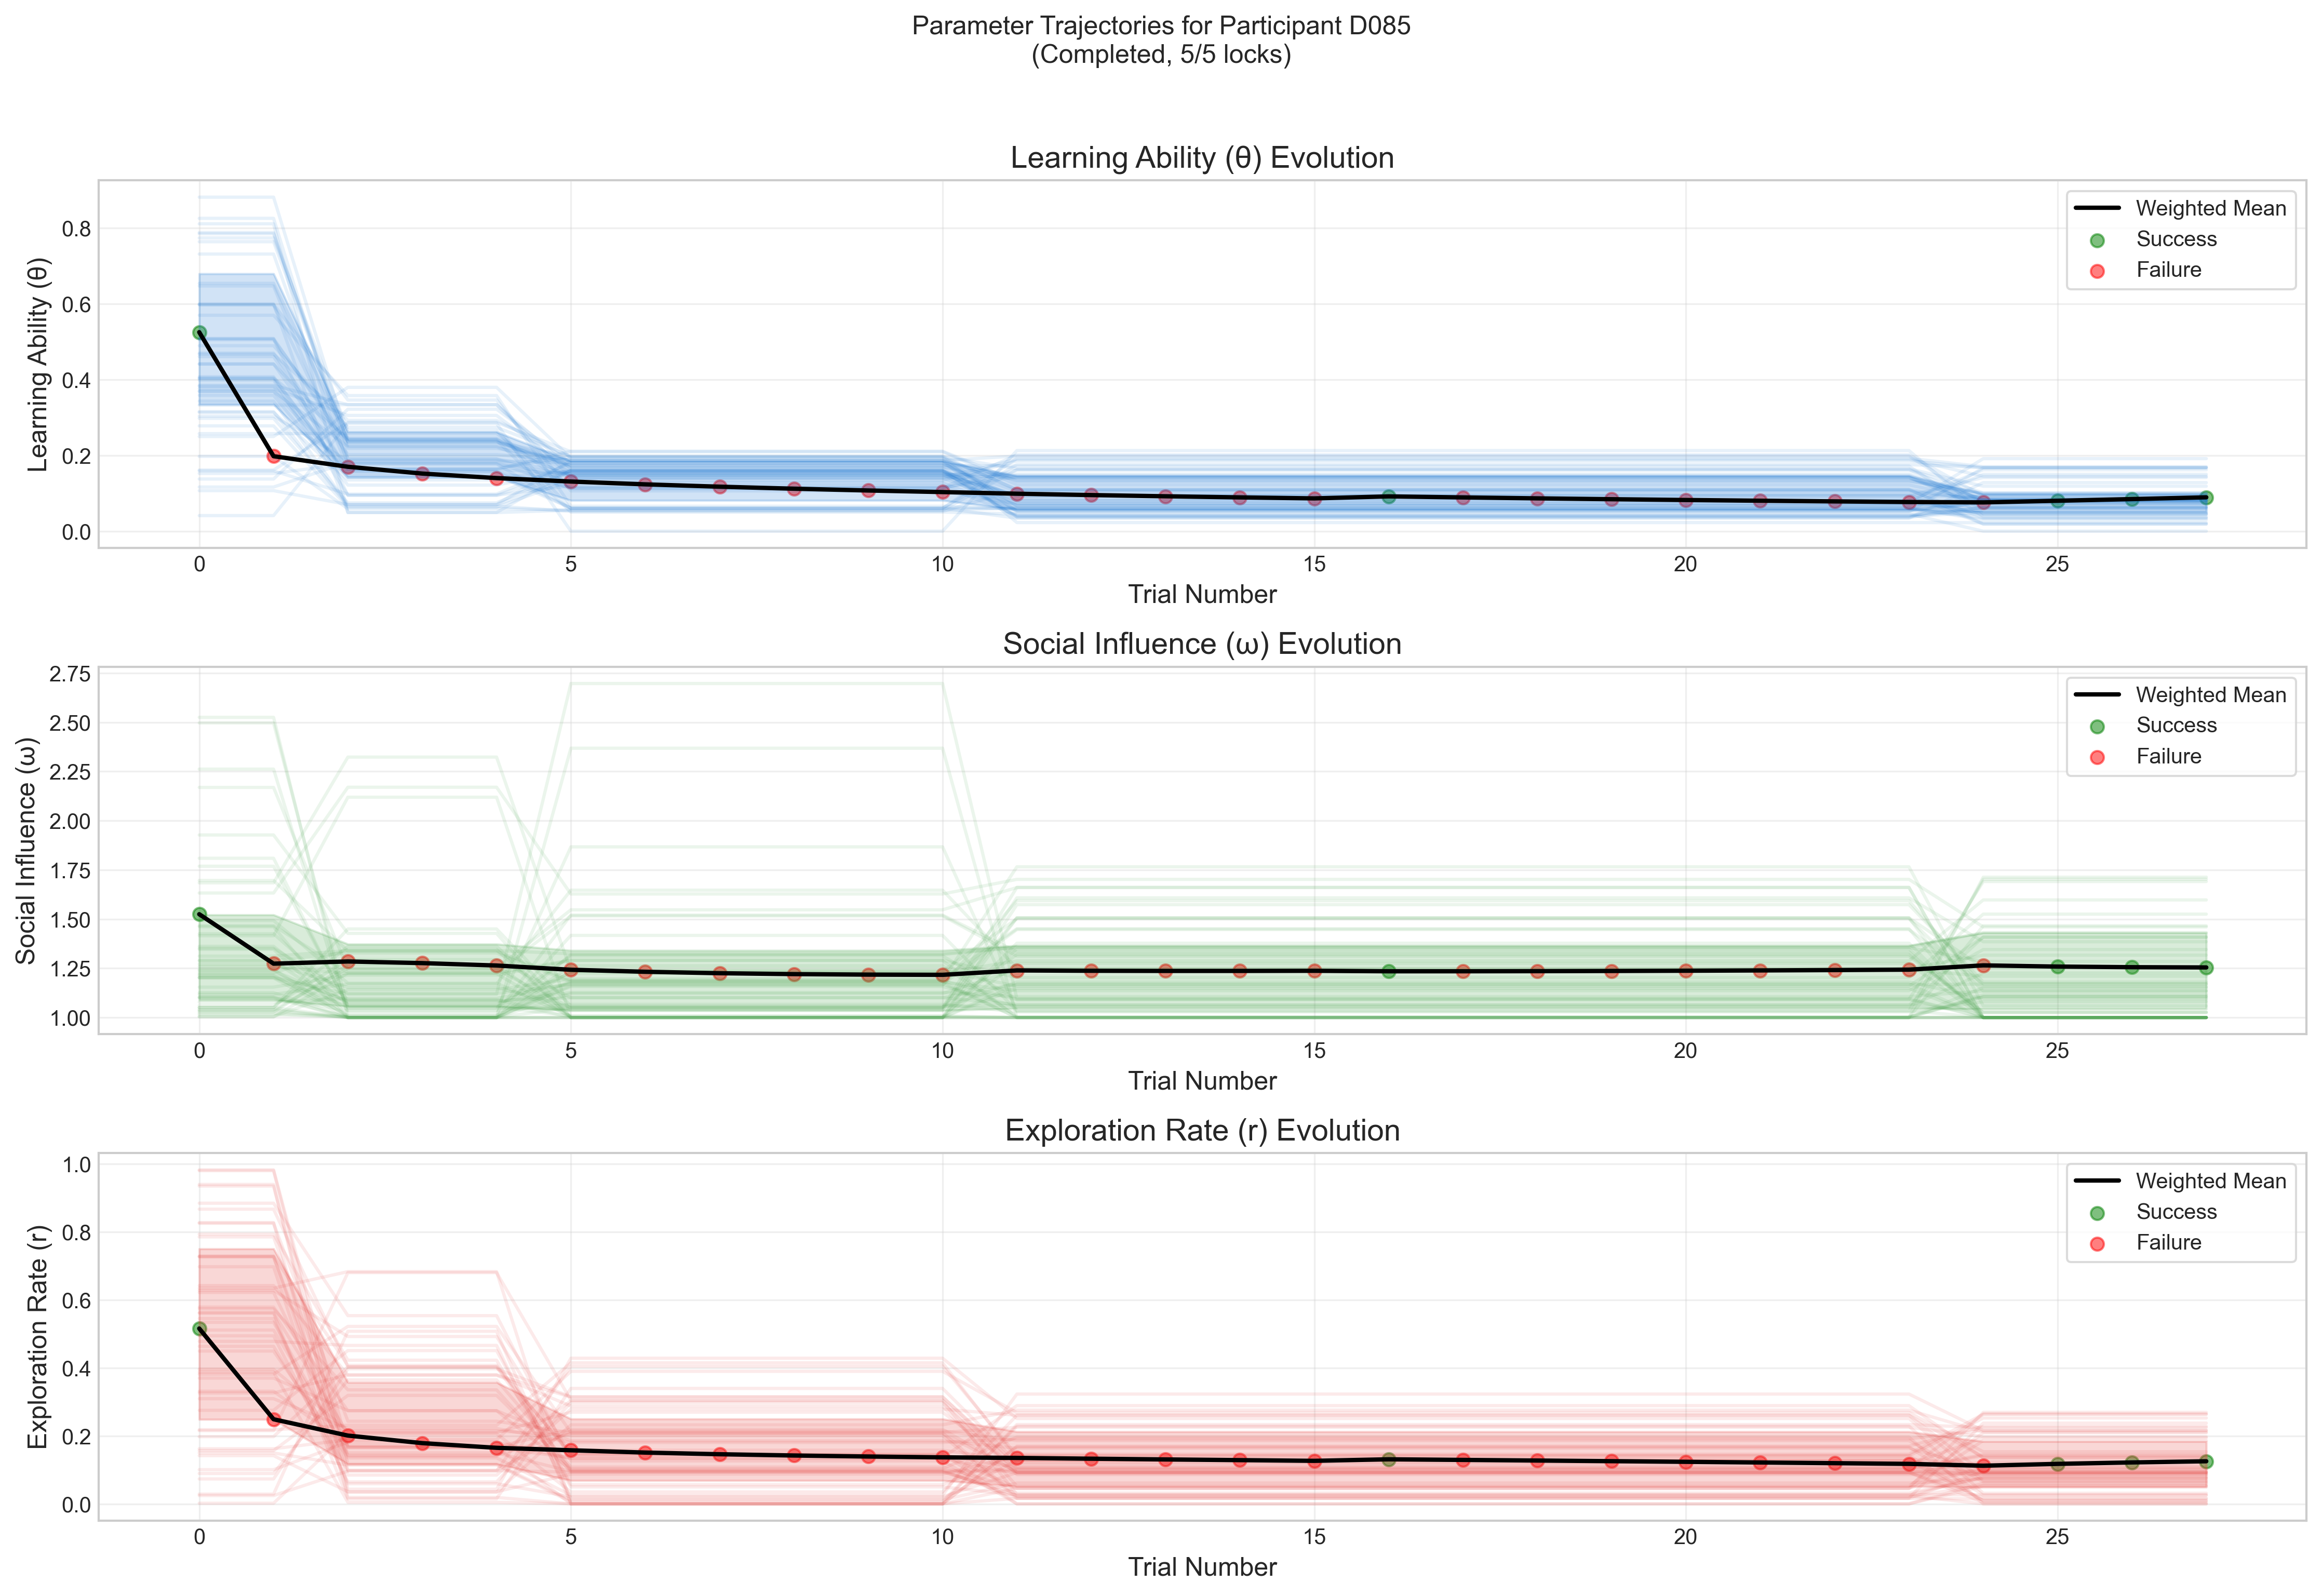 Parameter Trajectories for Participant D085
(Completed, 5/5 locks)
Learning Ability (θ) Evolution
Learning Ability (θ)
0.8
0.6
0.4
0.2
0.0
Weighted Mean
Success
Failure
0 5 10 15 20 25
Trial Number
Social Influence (ω) Evolution
Social Influence (ω)
2.75
2.50
2.25
2.00
1.75
1.50
1.25
1.00
Weighted Mean
Success
Failure
0 5 10 15 20 25
Trial Number
Exploration Rate (r) Evolution
Exploration Rate (r)
1.0
0.8
0.6
0.4
0.2
0.0
Weighted Mean
Success
Failure
0 5 10 15 20 25
Trial Number